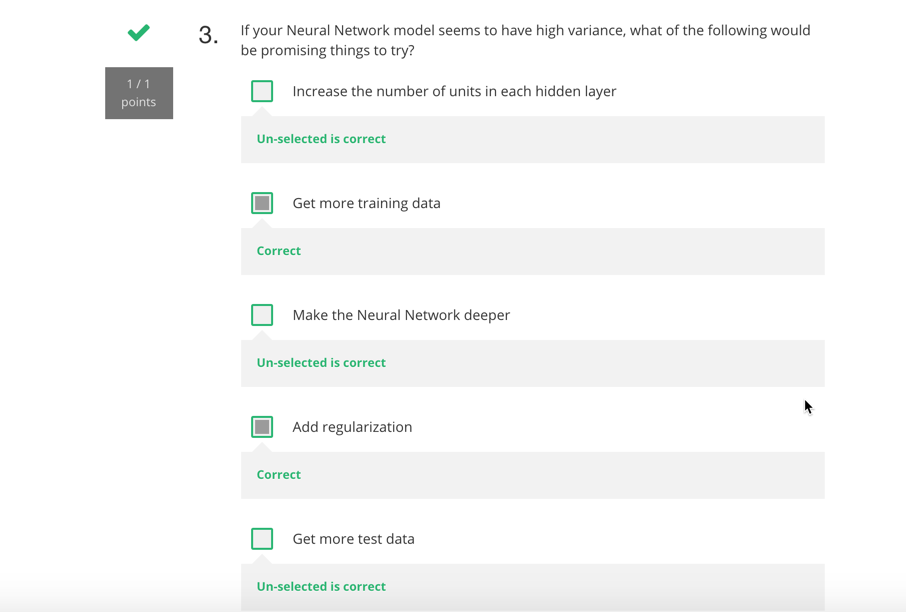 3. If your Neural Network model seems to have high variance, what of the following would
be promising things to try?
1 / 1
points
Increase the number of units in each hidden layer
Un-selected is correct
Get more training data
Correct
Make the Neural Network deeper
Un-selected is correct
Add regularization
Correct
Get more test data
Un-selected is correct